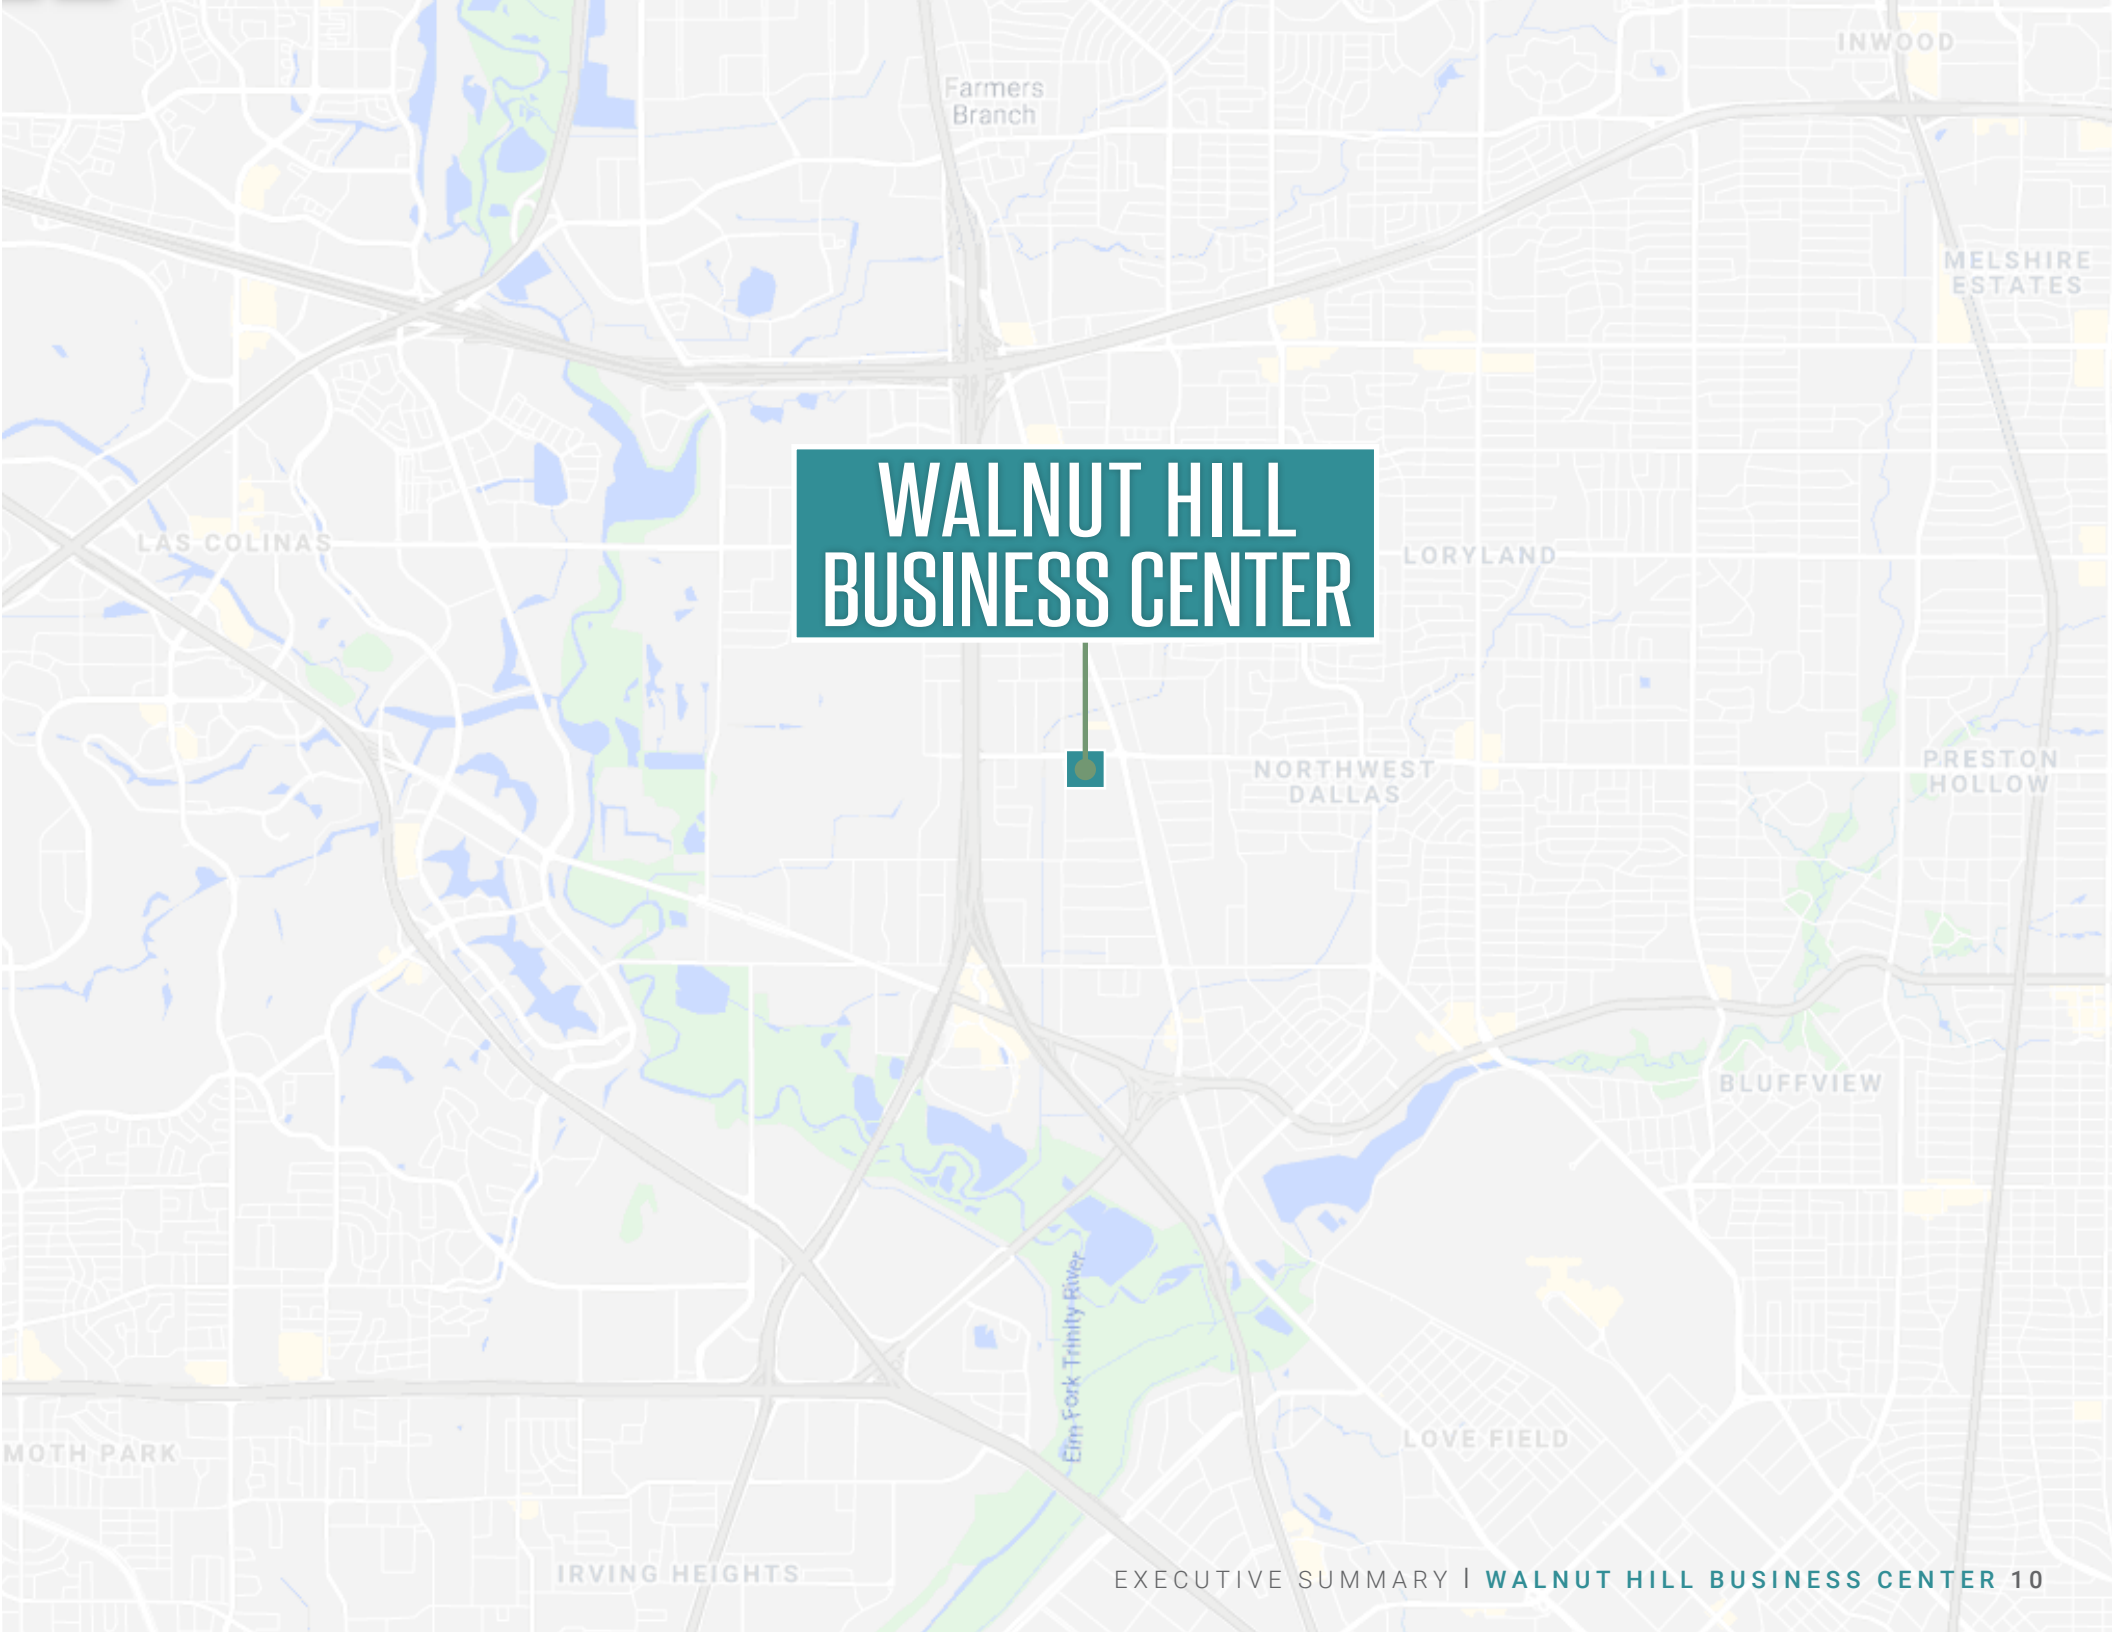 INWOOD
Farmers
Branch
MELSHIRE
ESTATES
WALNUT HILL
BUSINESS CENTER
LAS COLINAS
LORYLAND
NORTHWEST
DALLAS
PRESTON
HOLLOW
BLUFFVIEW
Elm Fork Trinity River
LOVE FIELD
MOTH PARK
IRVING HEIGHTS
EXECUTIVE SUMMARY | WALNUT HILL BUSINESS CENTER 10